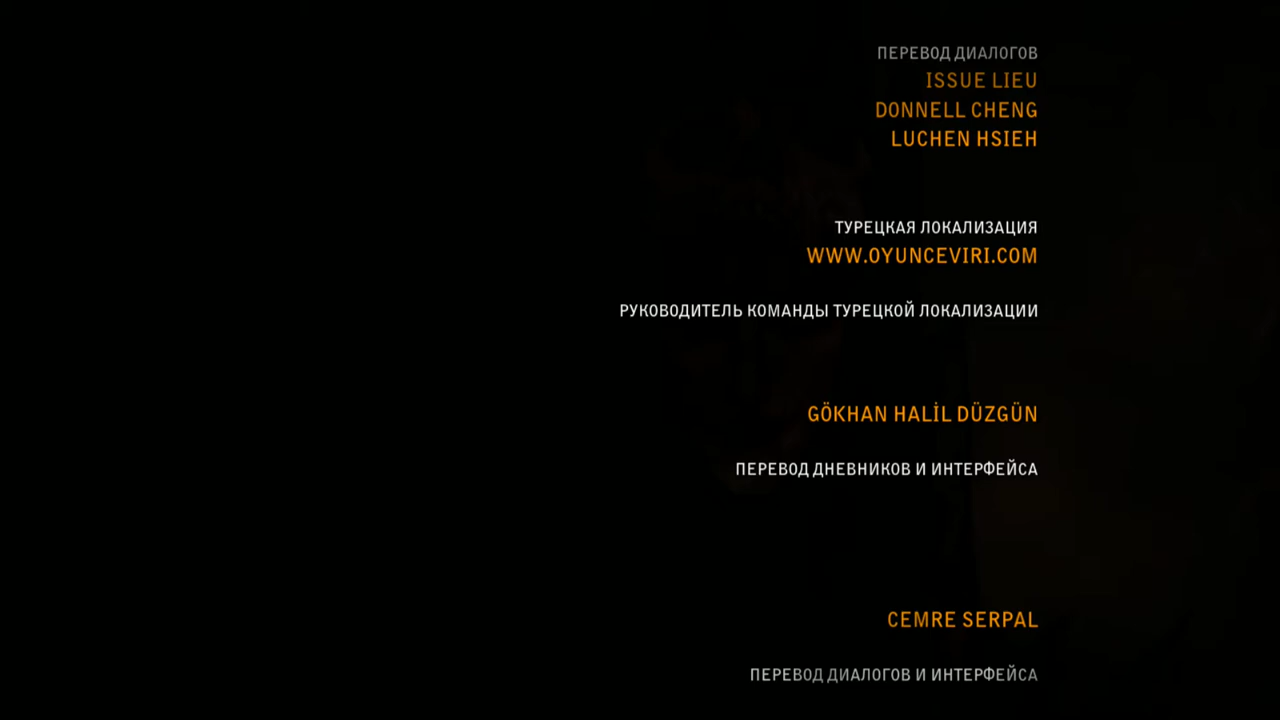 ПЕРЕВОД ДИАЛОГОВ
ISSUE LIEU
DONNELL CHENG
LUCHEN HSIEH
ТУРЕЦКАЯ ЛОКАЛИЗАЦИЯ
WWW.OYUNCEVIRI.COM
РУКОВОДИТЕЛЬ КОМАНДЫ ТУРЕЦКОЙ ЛОКАЛИЗАЦИИ
GÖKHAN HALİL DÜZGÜN
ПЕРЕВОД ДНЕВНИКОВ И ИНТЕРФЕЙСА
CEMRE SERPAL
ПЕРЕВОД ДИАЛОГОВ И ИНТЕРФЕЙСА